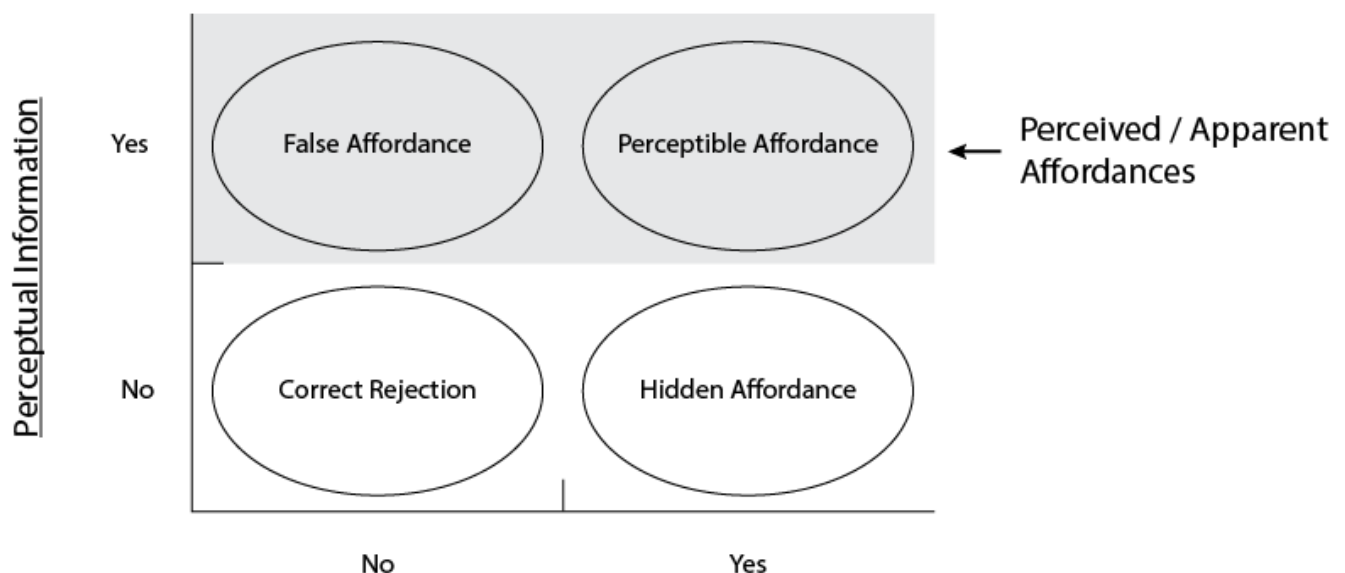 Perceptual Information
Yes
False Affordance
Perceptible Affordance
Perceived / Apparent
Affordances
No
Correct Rejection
Hidden Affordance
No
Yes